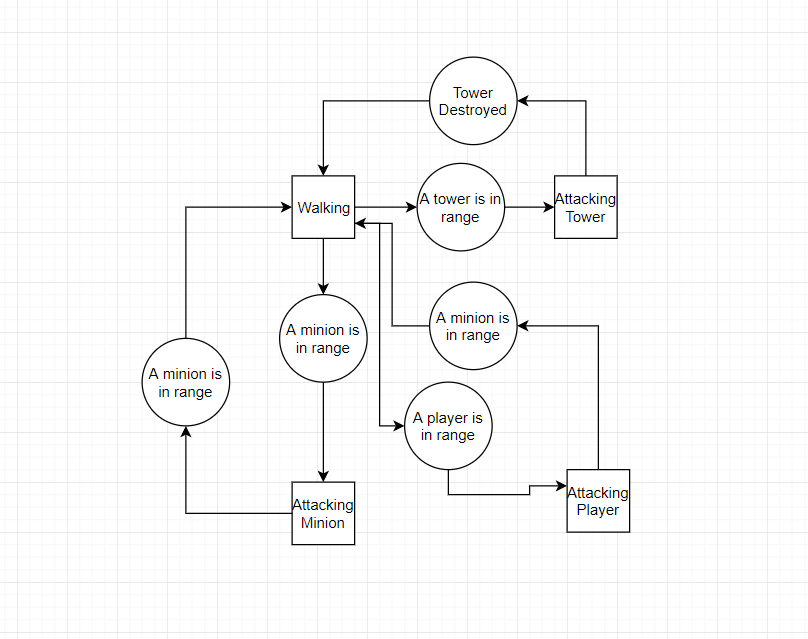 Tower
Destroyed
Walking
A tower is in
range
Attacking
Tower
A minion is
in range
A minion is
in range
A minion is
in range
A player is
in range
Attacking
Minion
Attacking
Player